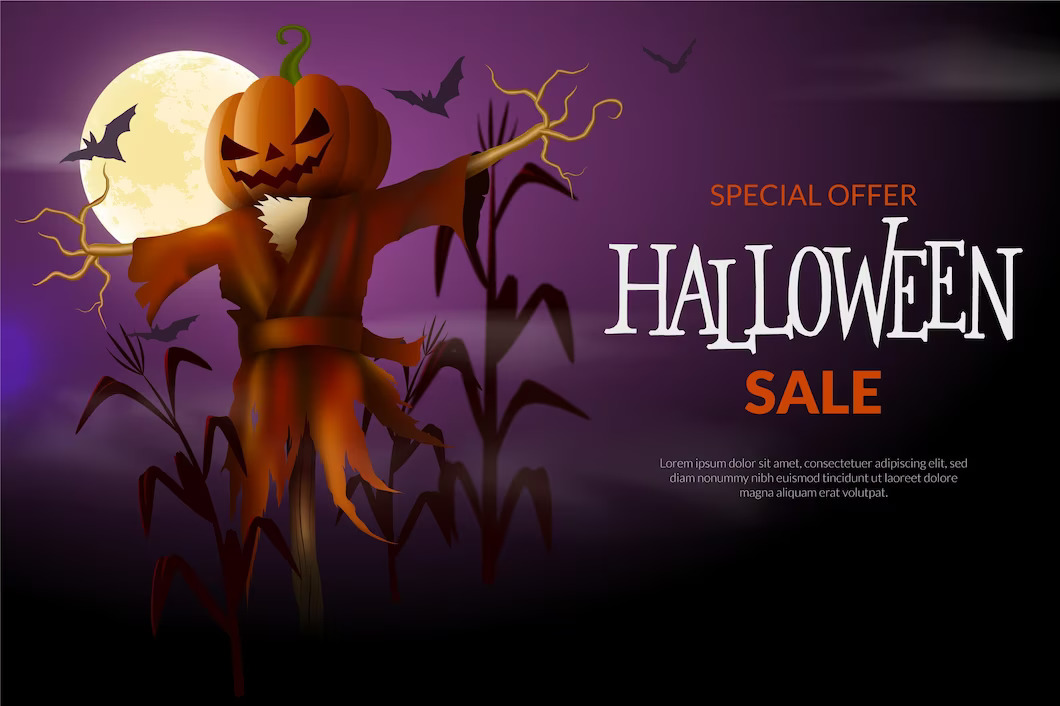 SPECIAL OFFER
HALLOWEEN
SALE
Lorem ipsum dolor sit amet, consectetuer adipiscing elit, sed
diam nonummy nibh euismod tincidunt ut laoreet dolore
magna aliquam erat volutpat.